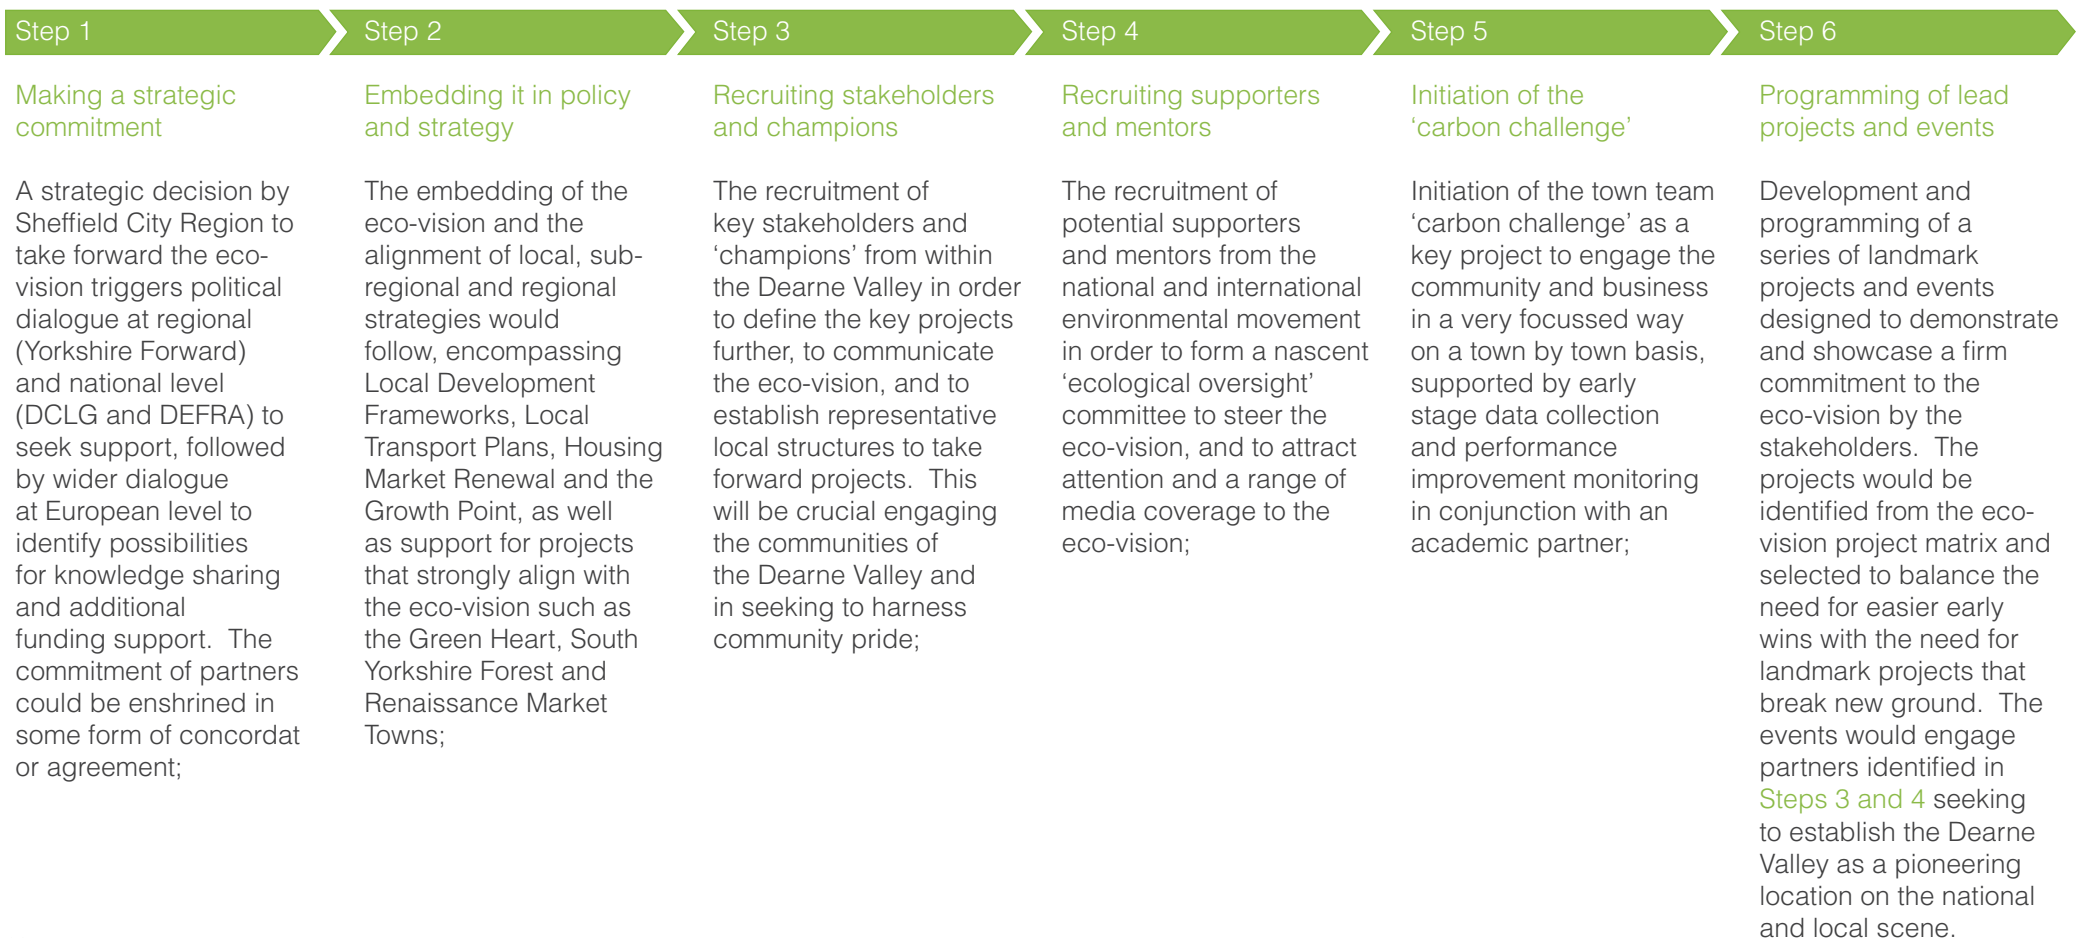 Step 1
Step 2
Step 3
Step 4
Step 5
Step 6
Making a strategic
commitment
A strategic decision by
Sheffield City Region to
take forward the eco-
vision triggers political
dialogue at regional
(Yorkshire Forward)
and national level
(DCLG and DEFRA) to
seek support, followed
by wider dialogue
at European level to
identify possibilities
for knowledge sharing
and additional
funding support.  The
commitment of partners
could be enshrined in
some form of concordat
or agreement;
Embedding it in policy
and strategy
The embedding of the
eco-vision and the
alignment of local, sub-
regional and regional
strategies would
follow, encompassing
Local Development
Frameworks, Local
Transport Plans, Housing
Market Renewal and the
Growth Point, as well
as support for projects
that strongly align with
the eco-vision such as
the Green Heart, South
Yorkshire Forest and
Renaissance Market
Towns;
Recruiting stakeholders
and champions
The recruitment of
key stakeholders and
‘champions’ from within
the Dearne Valley in order
to define the key projects
further, to communicate
the eco-vision, and to
establish representative
local structures to take
forward projects.  This
will be crucial engaging
the communities of
the Dearne Valley and
in seeking to harness
community pride;
Recruiting supporters
and mentors
The recruitment of
potential supporters
and mentors from the
national and international
environmental movement
in order to form a nascent
‘ecological oversight’
committee to steer the
eco-vision, and to attract
attention and a range of
media coverage to the
eco-vision;
Initiation of the
‘carbon challenge’
Initiation of the town team
‘carbon challenge’ as a
key project to engage the
community and business
in a very focussed way
on a town by town basis,
supported by early
stage data collection
and performance
improvement monitoring
in conjunction with an
academic partner;
Programming of lead
projects and events
Development and
programming of a
series of landmark
projects and events
designed to demonstrate
and showcase a firm
commitment to the
eco-vision by the
stakeholders.  The
projects would be
identified from the eco-
vision project matrix and
selected to balance the
need for easier early
wins with the need for
landmark projects that
break new ground.  The
events would engage
partners identified in
Steps 3 and 4 seeking
to establish the Dearne
Valley as a pioneering
location on the national
and local scene.